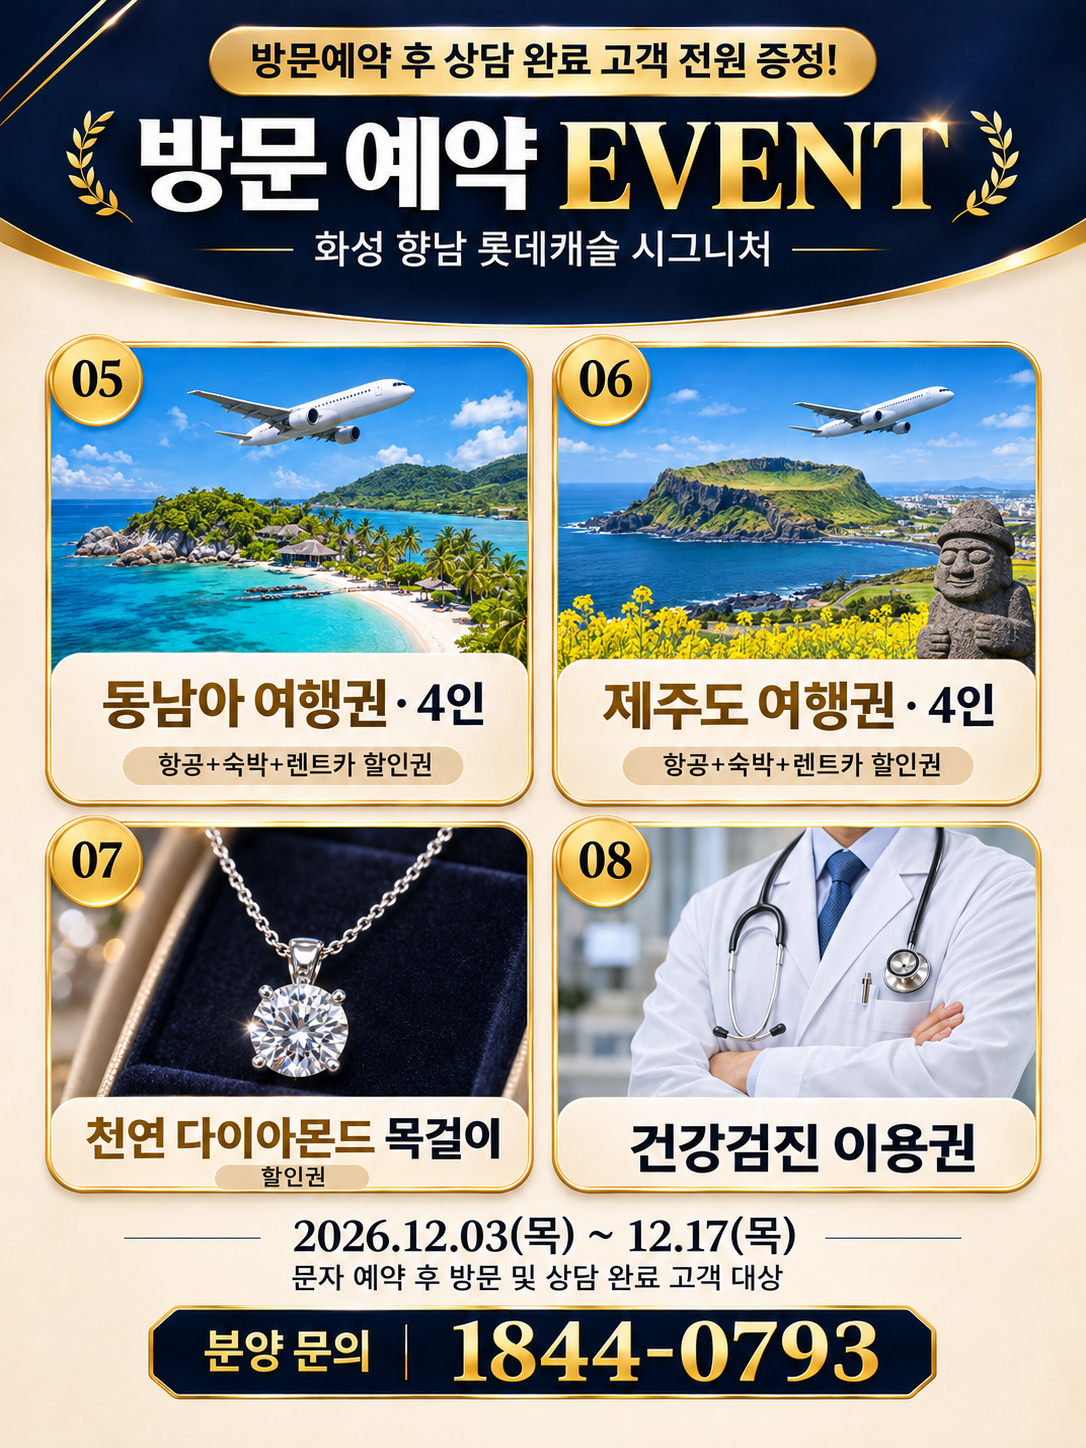 방문예약 후 상담 완료 고객 전원 증정!
방문 예약 EVENT
화성 향남 롯데캐슬 시그니처
05
06
동남아 여행권 · 4인
항공+숙박+렌트카 할인권
제주도 여행권 · 4인
항공+숙박+렌트카 할인권
07
08
천연 다이아몬드 목걸이
할인권
건강검진 이용권
2026.12.03(목) ~ 12.17(목)
문자 예약 후 방문 및 상담 완료 고객 대상
분양 문의 1844-0793